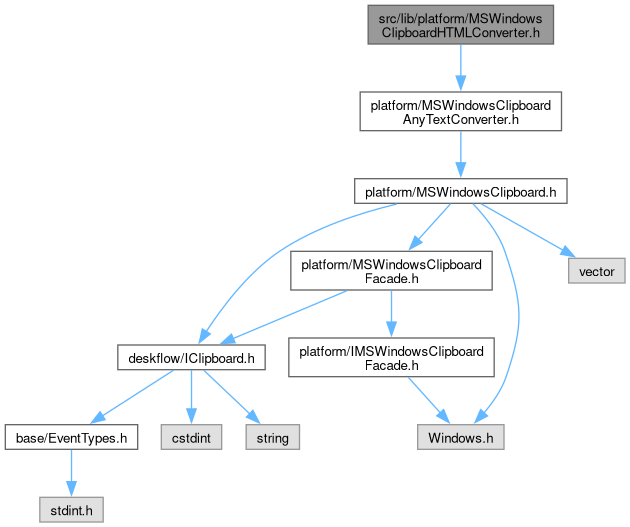 src/lib/platform/MSWindows
ClipboardHTMLConverter.h
platform/MSWindowsClipboard
AnyTextConverter.h
platform/MSWindowsClipboard.h
platform/MSWindowsClipboard
Facade.h
vector
deskflow/IClipboard.h
platform/IMSWindowsClipboard
Facade.h
base/EventTypes.h
cstdint
string
Windows.h
stdint.h